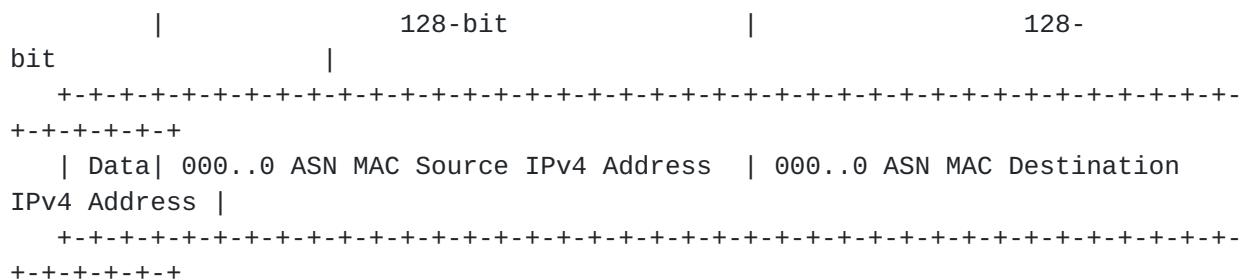 |               128-bit               |                 128-
bit                 |
   +-+-+-+-+-+-+-+-+-+-+-+-+-+-+-+-+-+-+-+-+-+-+-+-+-+-+-+-+-+-+-+-+-+-+-+-+-+-
+-+-+-+-+-+
   | Data| 000..0 ASN MAC Source IPv4 Address  | 000..0 ASN MAC Destination
IPv4 Address |
   +-+-+-+-+-+-+-+-+-+-+-+-+-+-+-+-+-+-+-+-+-+-+-+-+-+-+-+-+-+-+-+-+-+-+-+-+-+-
+-+-+-+-+-+